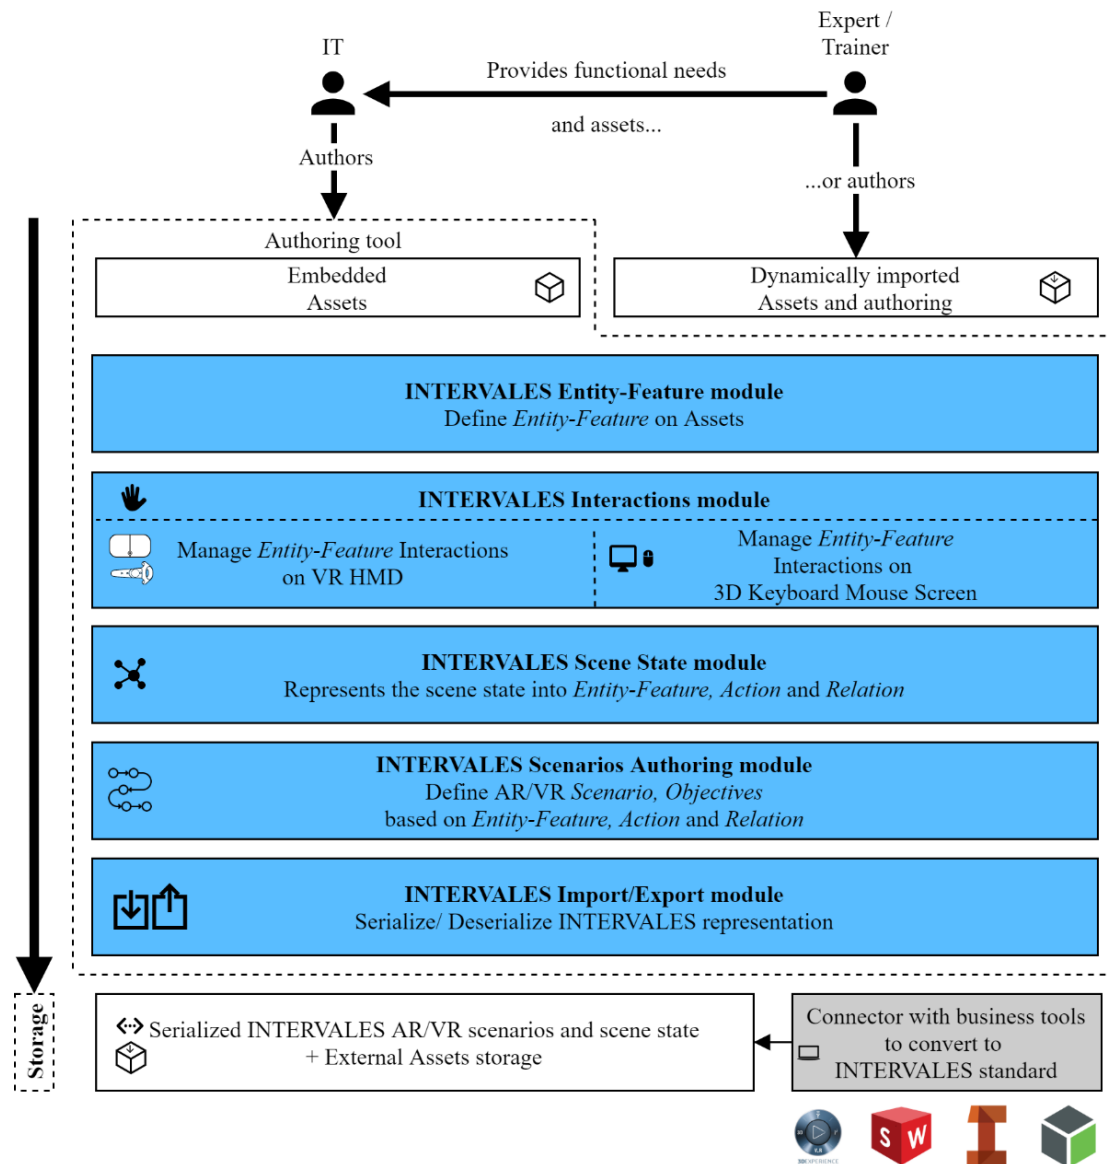 IT
Expert /
Trainer
Provides functional needs
and assets...
Authors
...or authors
Authoring tool
Embedded
Assets
Dynamically imported
Assets and authoring
INTERVALES Entity-Feature module
Define Entity-Feature on Assets
INTERVALES Interactions module
Manage Entity-Feature Interactions
on VR HMD
Manage Entity-Feature
Interactions on
3D Keyboard Mouse Screen
INTERVALES Scene State module
Represents the scene state into Entity-Feature, Action and Relation
INTERVALES Scenarios Authoring module
Define AR/VR Scenario, Objectives
based on Entity-Feature, Action and Relation
INTERVALES Import/Export module
Serialize/ Deserialize INTERVALES representation
Storage
Serialized INTERVALES AR/VR scenarios and scene state
+ External Assets storage
Connector with business tools
to convert to
INTERVALES standard
3DEXPERIENCE
S W